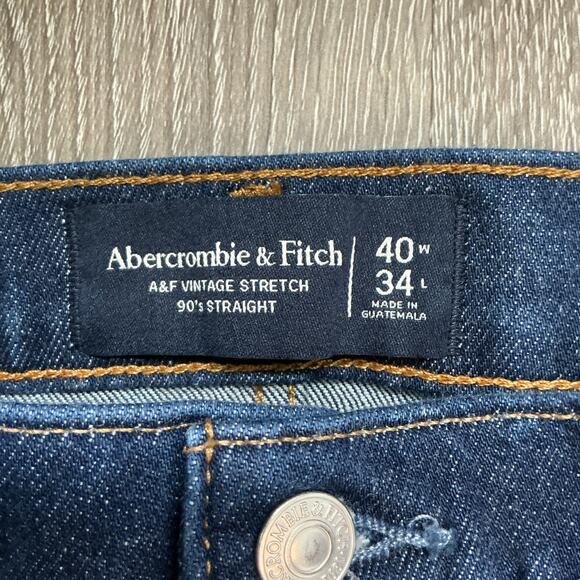 Abercrombie & Fitch
A&F VINTAGE STRETCH
90's STRAIGHT
40 W
34 L
MADE IN
GUATEMALA